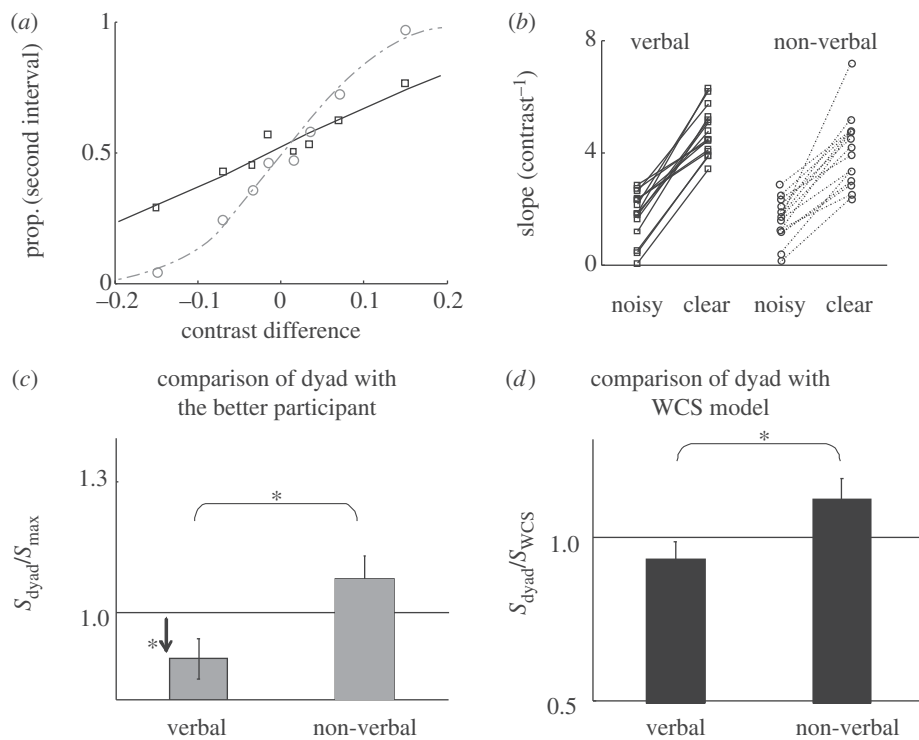 (a)
1
0.5
0
prop. (second interval)
−0.2
−0.1
0
0.1
0.2
contrast difference
(b)
8
4
0
slope (contrast⁻¹)
verbal
non-verbal
noisy
clear
noisy
clear
(c)
comparison of dyad with
the better participant
1.3
1.0
S_dyad/S_max
*
*
verbal
non-verbal
(d)
comparison of dyad with
WCS model
1.0
0.5
S_dyad/S_WCS
*
verbal
non-verbal